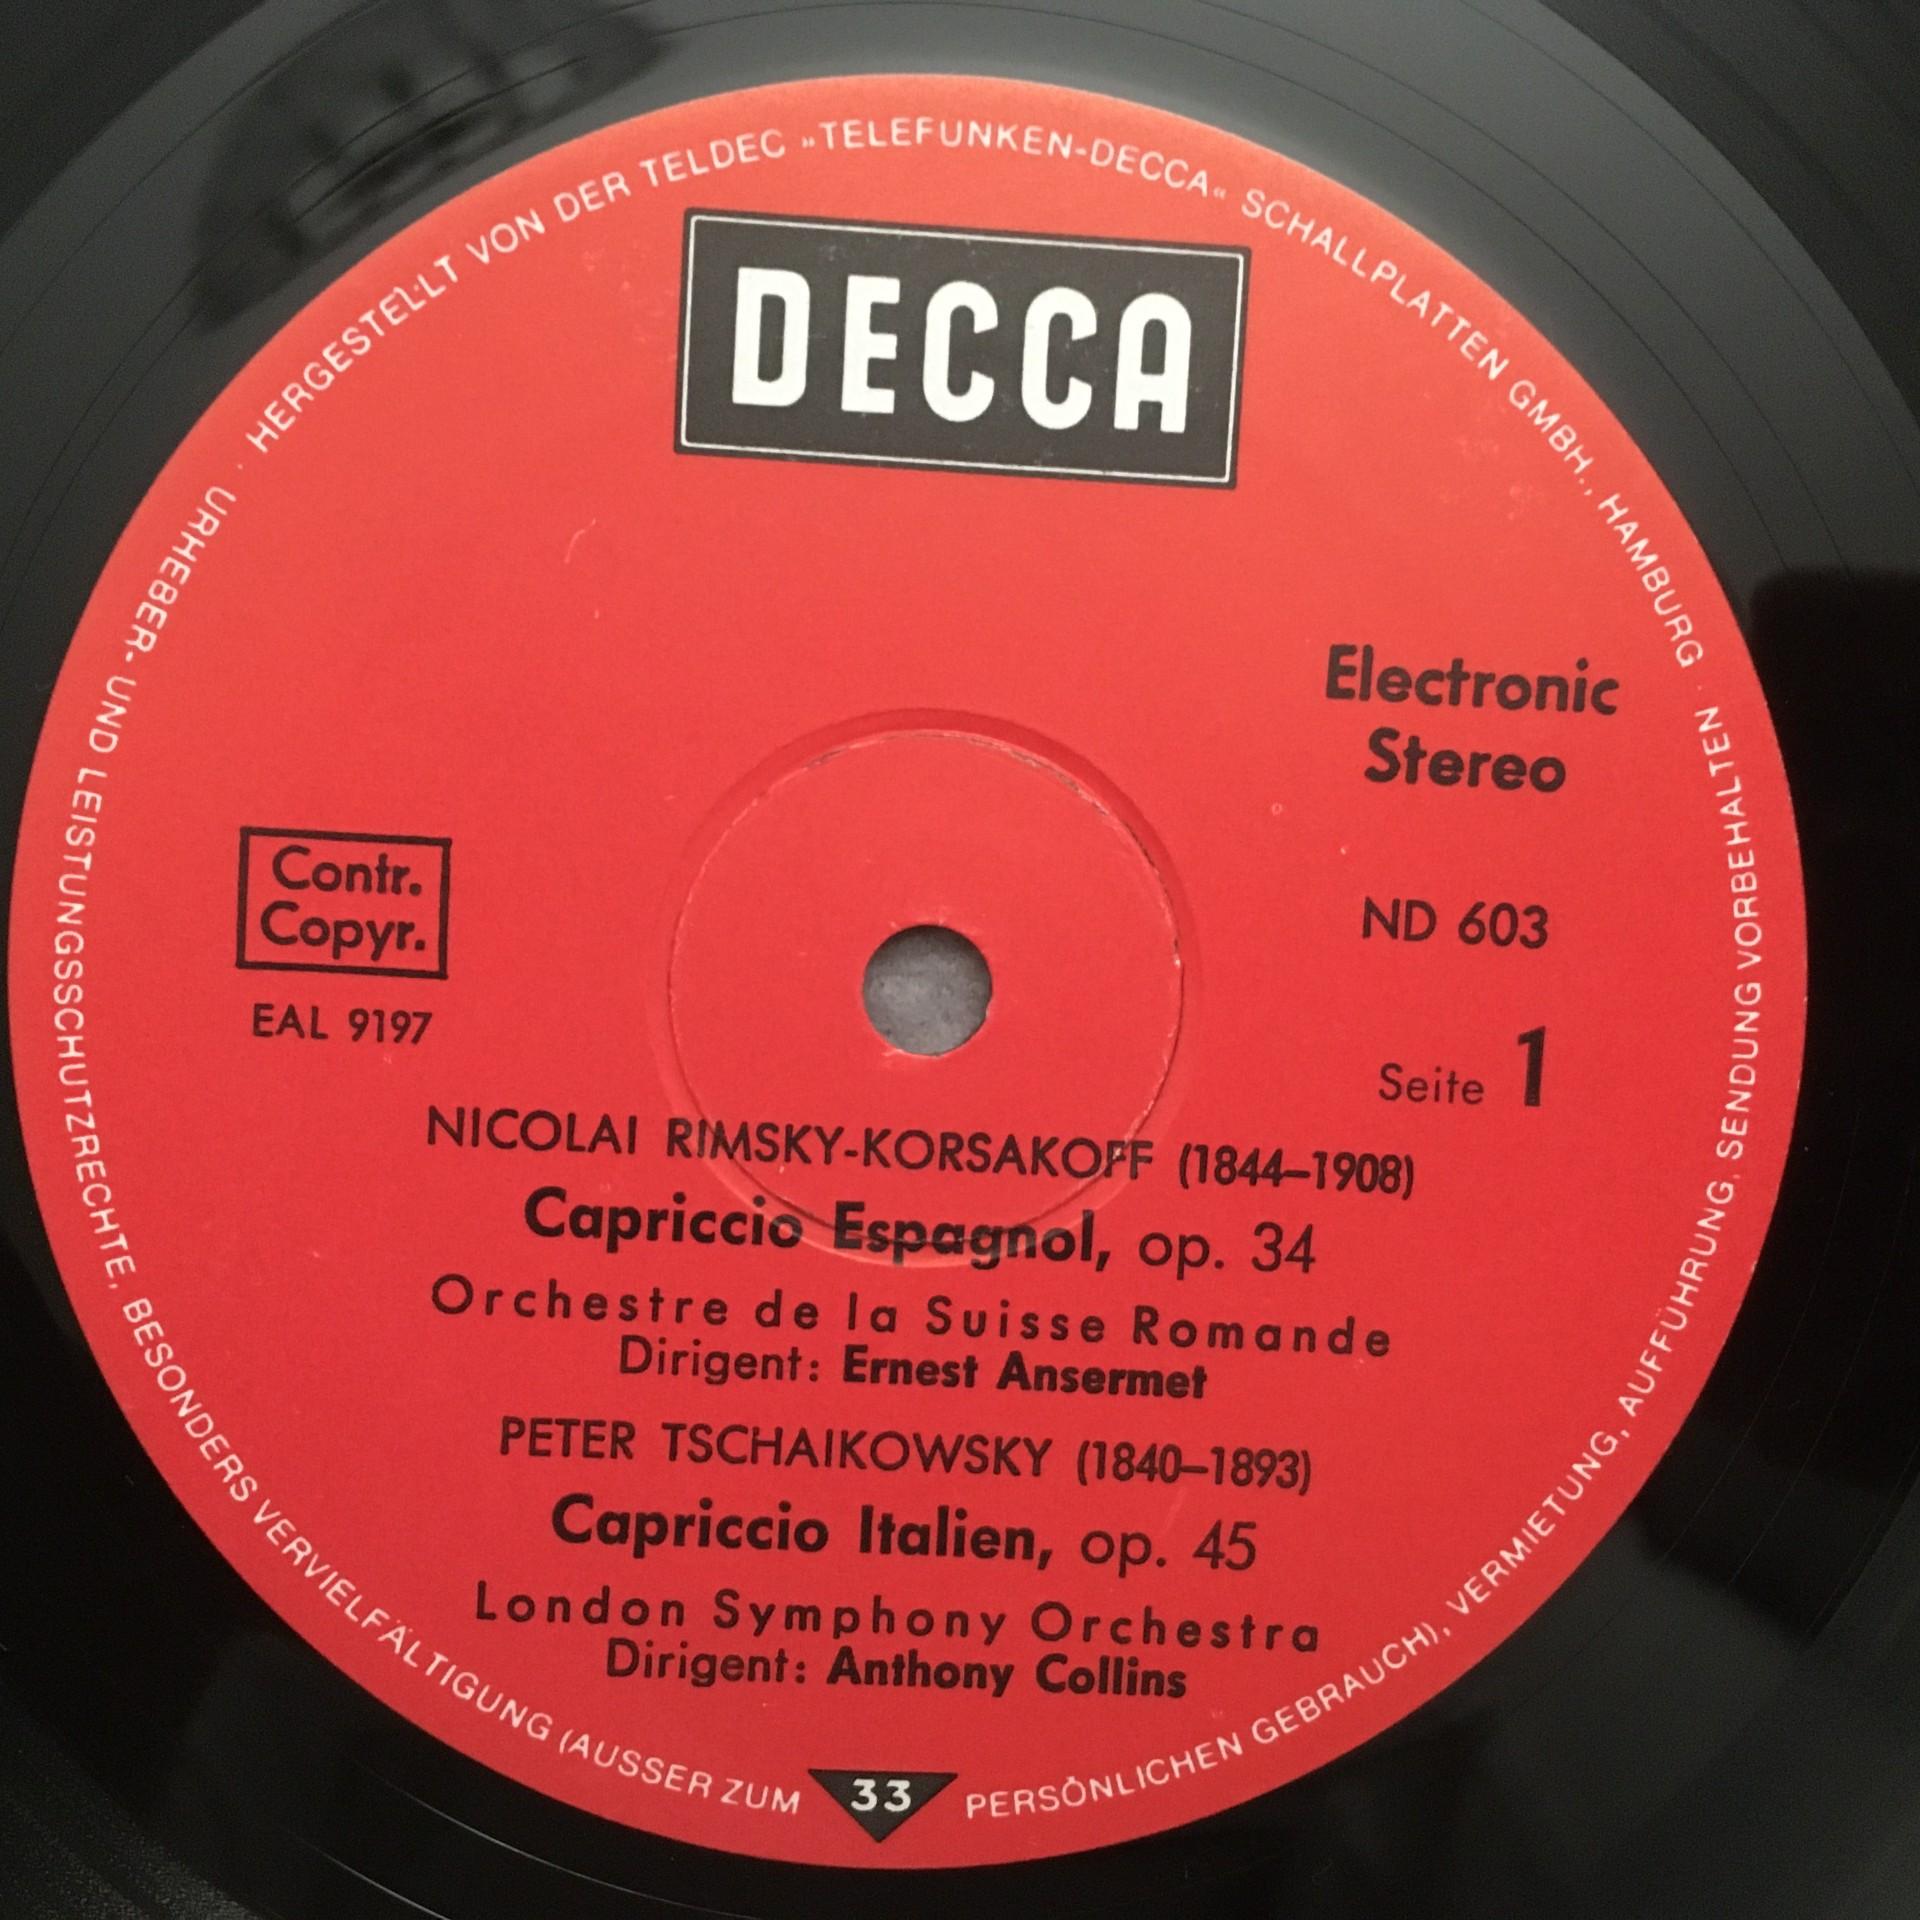 HERGESTELLT VON DER TELDEC »TELEFUNKEN-DECCA« SCHALLPLATTEN GMBH., HAMBURG · URHEBER- UND LEISTUNGSSCHUTZRECHTE, BESONDERS VERVIELFÄLTIGUNG (AUSSER ZUM PERSÖNLICHEN GEBRAUCH), VERMIETUNG, AUFFÜHRUNG, SENDUNG VORBEHALTEN ·
DECCA
Electronic
Stereo
Contr.
Copyr.
EAL 9197
ND 603
Seite 1
NICOLAI RIMSKY-KORSAKOFF (1844–1908)
Capriccio Espagnol, op. 34
Orchestre de la Suisse Romande
Dirigent: Ernest Ansermet
PETER TSCHAIKOWSKY (1840–1893)
Capriccio Italien, op. 45
London Symphony Orchestra
Dirigent: Anthony Collins
33